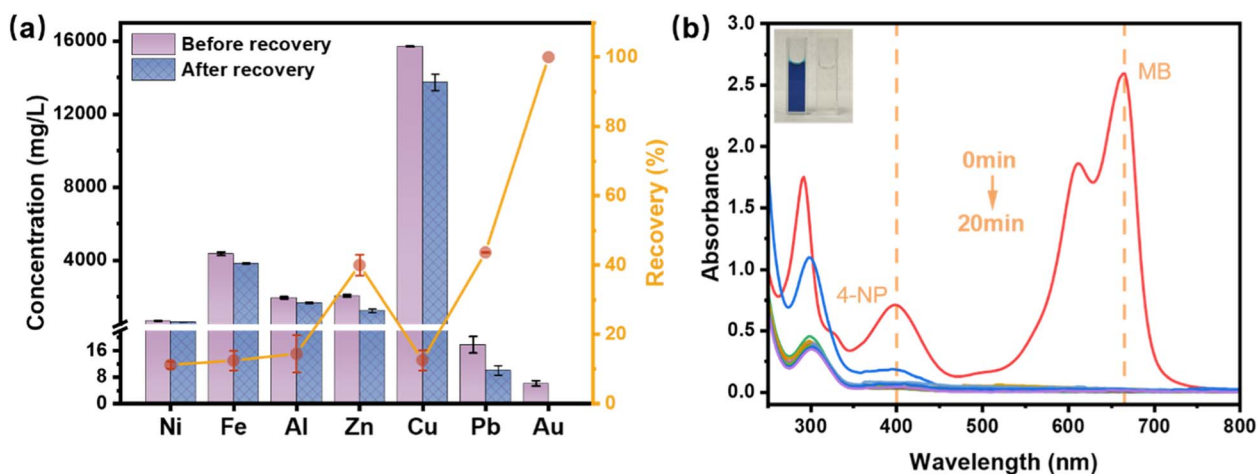 (a)
Before recovery
After recovery
Concentration (mg/L)
16000
12000
8000
4000
16
12
8
4
0
Ni Fe Al Zn Cu Pb Au
100
80
60
40
20
0
Recovery (%)
(b)
Absorbance
3.0
2.5
2.0
1.5
1.0
0.5
0.0
MB
0min
20min
4-NP
300 400 500 600 700 800
Wavelength (nm)